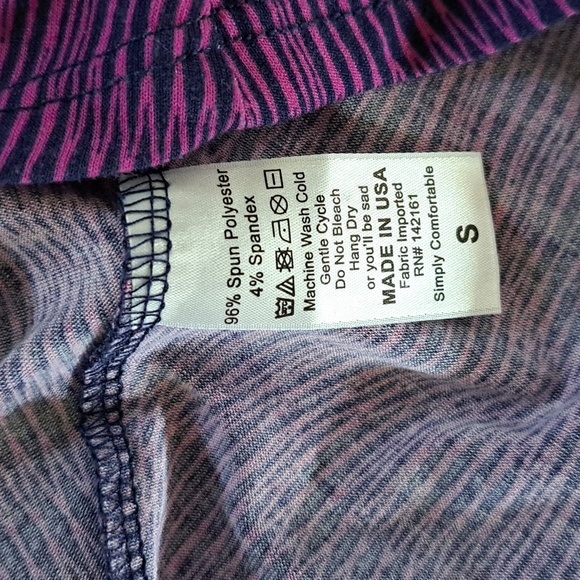 96% Spun Polyester
4% Spandex
Machine Wash Cold
Gentle Cycle
Do Not Bleach
Hang Dry
or you'll be sad
MADE IN USA
Fabric Imported
RN# 142161
Simply Comfortable
S